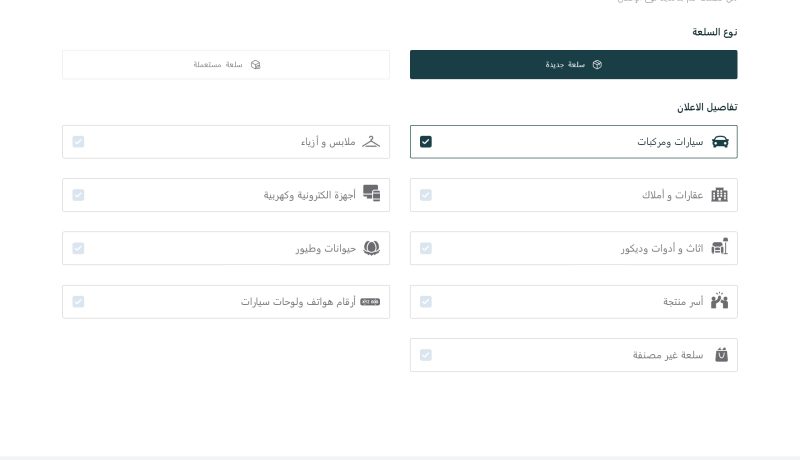 نوع السلعة
سلعة جديدة
سلعة مستعملة
تفاصيل الاعلان
سيارات ومركبات
ملابس و أزياء
عقارات و أملاك
أجهزة الكترونية وكهربية
اثاث و أدوات وديكور
حيوانات وطيور
أسر منتجة
أرقام هواتف ولوحات سيارات
سلعة غير مصنفة